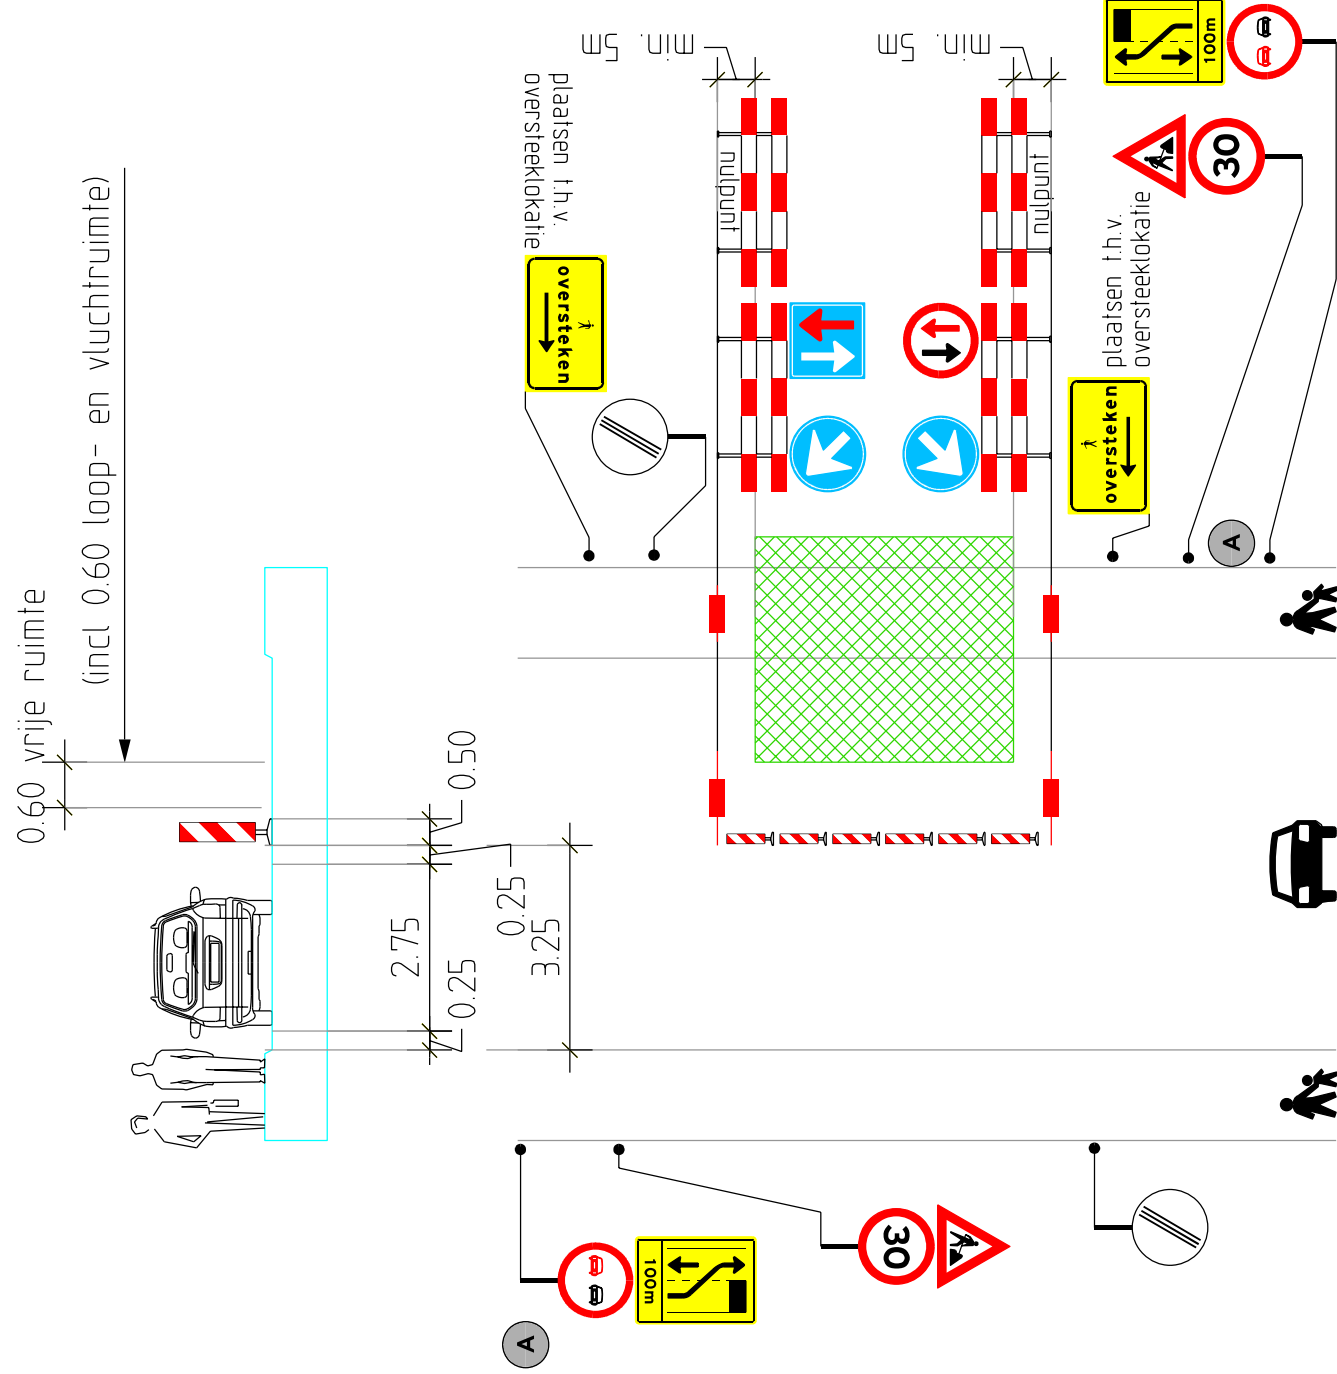 0.60 vrije ruimte
(incl 0.60 loop- en vluchtruimte)
0.50
0.25
2.75
0.25
3.25
min. 5m
min. 5m
plaatsen t.h.v.
oversteeklokatie
oversteken
nulpunt
nulpunt
plaatsen t.h.v.
oversteeklokatie
oversteken
100m
30
A
A
100m
30